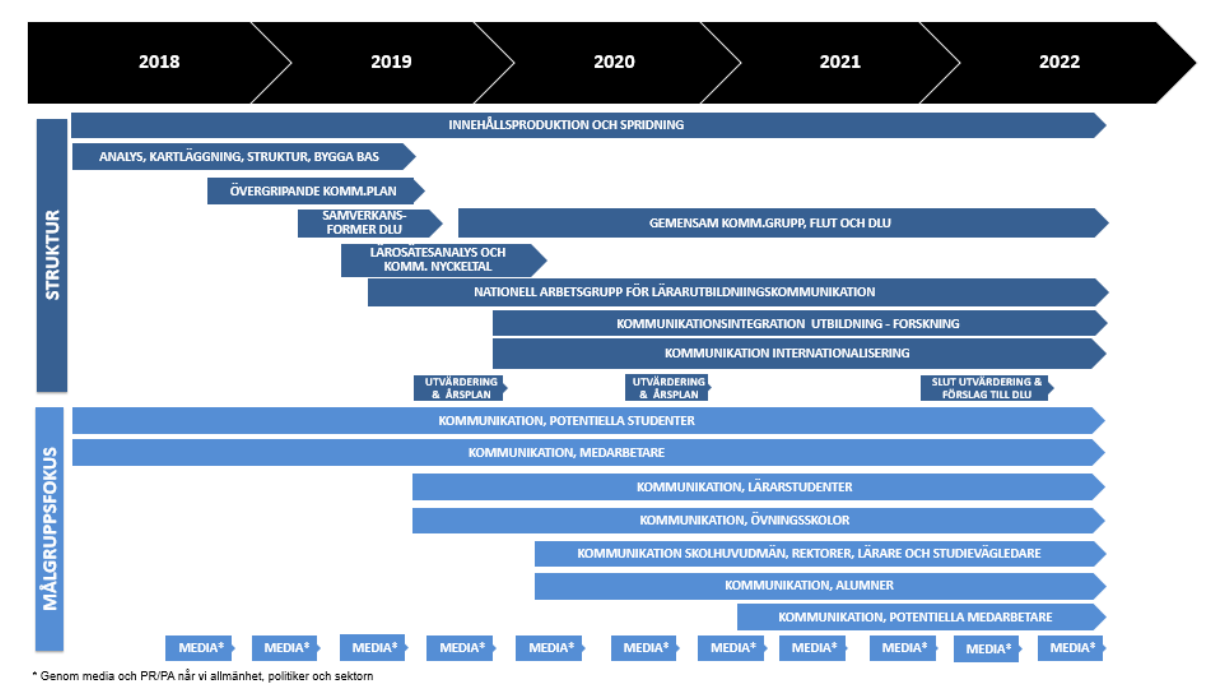 2018 2019 2020 2021 2022
STRUKTUR
INNEHÅLLSPRODUKTION OCH SPRIDNING
ANALYS, KARTLÄGGNING, STRUKTUR, BYGGA BAS
ÖVERGRIPANDE KOMM.PLAN
SAMVERKANS-
FORMER DLU
GEMENSAM KOMM.GRUPP, FLUT OCH DLU
LÄROSÄTESANALYS OCH
KOMM. NYCKELTAL
NATIONELL ARBETSGRUPP FÖR LÄRARUTBILDNIINGSKOMMUNIKATION
KOMMUNIKATIONSINTEGRATION UTBILDNING - FORSKNING
KOMMUNIKATION INTERNATIONALISERING
UTVÄRDERING
& ÅRSPLAN
UTVÄRDERING
& ÅRSPLAN
SLUT UTVÄRDERING &
FÖRSLAG TILL DLU
MÅLGRUPPSFOKUS
KOMMUNIKATION, POTENTIELLA STUDENTER
KOMMUNIKATION, MEDARBETARE
KOMMUNIKATION, LÄRARSTUDENTER
KOMMUNIKATION, ÖVNINGSSKOLOR
KOMMUNIKATION SKOLHUVUDMÄN, REKTORER, LÄRARE OCH STUDIEVÄGLEDARE
KOMMUNIKATION, ALUMNER
KOMMUNIKATION, POTENTIELLA MEDARBETARE
MEDIA* MEDIA* MEDIA* MEDIA* MEDIA* MEDIA* MEDIA* MEDIA* MEDIA* MEDIA* MEDIA*
* Genom media och PR/PA når vi allmänhet, politiker och sektorn